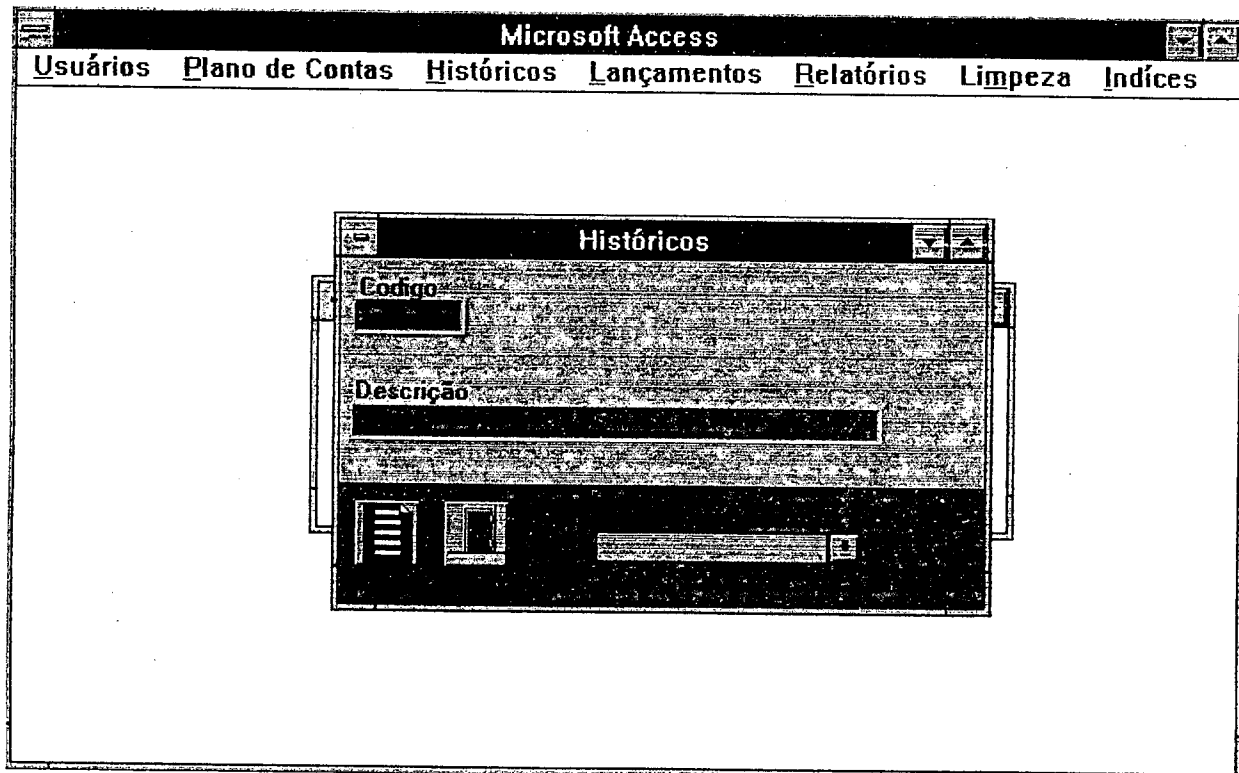 Microsoft Access
Usuários Plano de Contas Históricos Lançamentos Relatórios Limpeza Indíces
Históricos
Codigo
Descrição